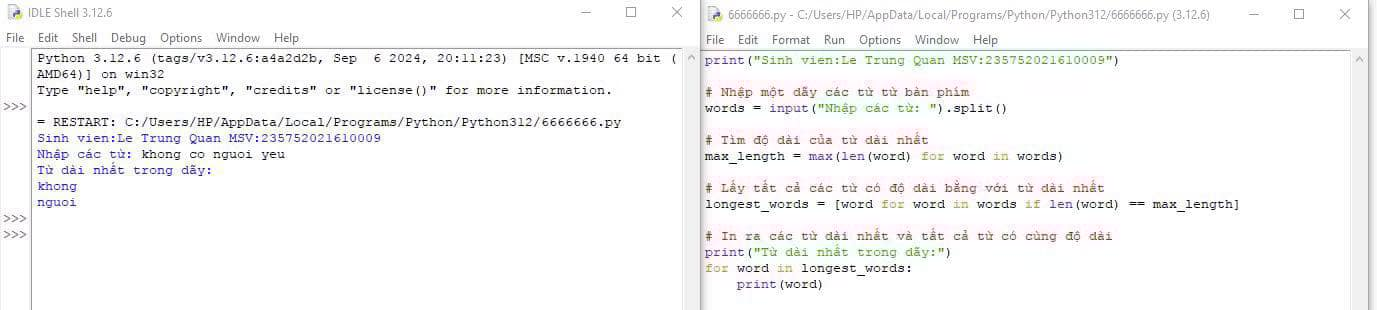 IDLE Shell 3.12.6
File Edit Shell Debug Options Window Help
Python 3.12.6 (tags/v3.12.6:a4a2d2b, Sep  6 2024, 20:11:23) [MSC v.1940 64 bit (
AMD64)] on win32
Type "help", "copyright", "credits" or "license()" for more information.
>>>
= RESTART: C:/Users/HP/AppData/Local/Programs/Python/Python312/6666666.py
Sinh vien:Le Trung Quan MSV:235752021610009
Nhập các từ: khong co nguoi yeu
Từ dài nhất trong dãy:
khong
nguoi
>>>
>>>
6666666.py - C:/Users/HP/AppData/Local/Programs/Python/Python312/6666666.py (3.12.6)
File Edit Format Run Options Window Help
print("Sinh vien:Le Trung Quan MSV:235752021610009")
# Nhập một dãy các từ từ bàn phím
words = input("Nhập các từ: ").split()
# Tìm độ dài của từ dài nhất
max_length = max(len(word) for word in words)
# Lấy tất cả các từ có độ dài bằng với từ dài nhất
longest_words = [word for word in words if len(word) == max_length]
# In ra các từ dài nhất và tất cả từ có cùng độ dài
print("Từ dài nhất trong dãy:")
for word in longest_words:
    print(word)